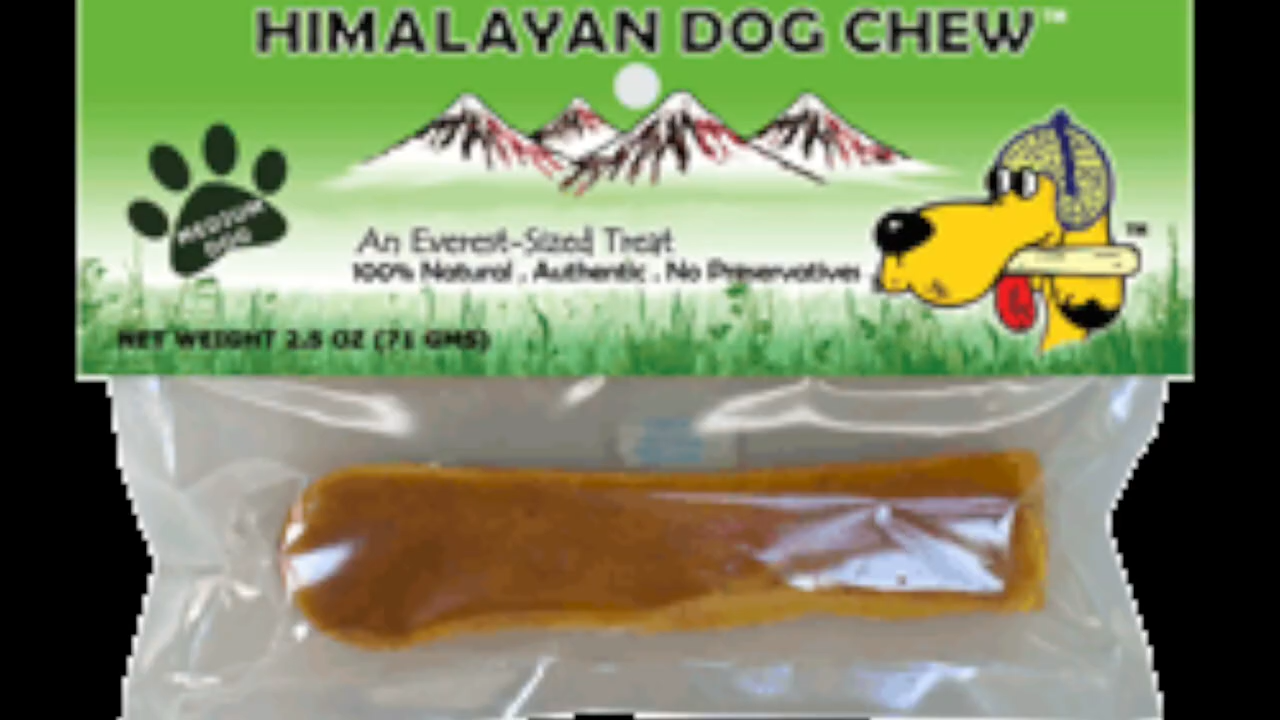 HIMALAYAN DOG CHEW™
MEDIUM
DOG
An Everest-Sized Treat
100% Natural . Authentic . No Preservatives
™
NET WEIGHT 2.5 OZ (71 GMS)